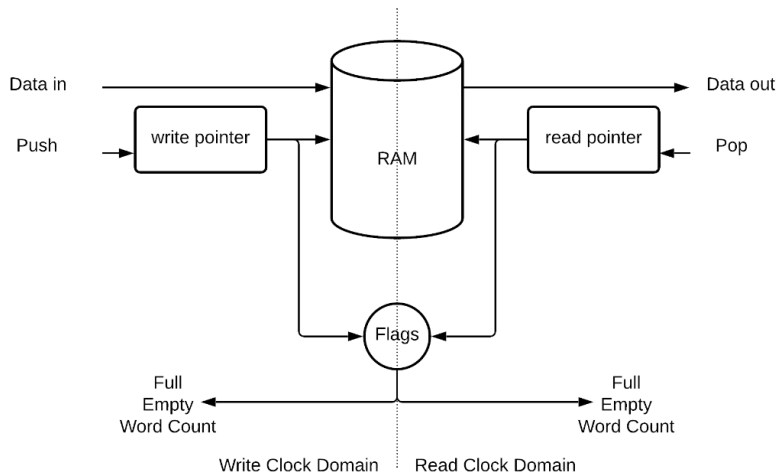 Data in
Data out
write pointer
read pointer
Push
Pop
RAM
Flags
Full
Empty
Word Count
Full
Empty
Word Count
Write Clock Domain
Read Clock Domain